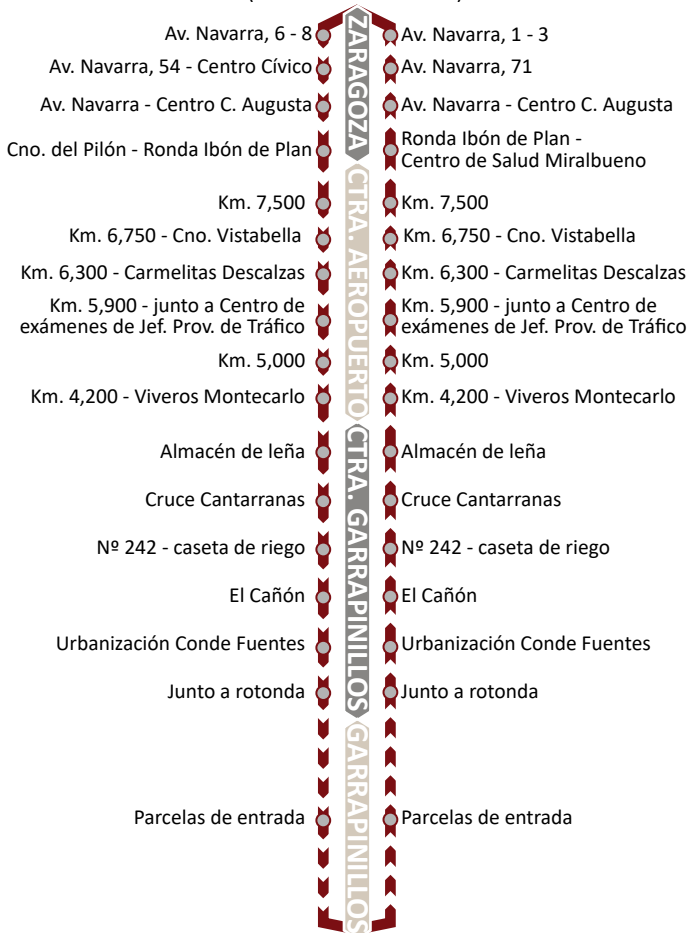 Av. Navarra, 6 - 8
Av. Navarra, 54 - Centro Cívico
Av. Navarra - Centro C. Augusta
Cno. del Pilón - Ronda Ibón de Plan
Km. 7,500
Km. 6,750 - Cno. Vistabella
Km. 6,300 - Carmelitas Descalzas
Km. 5,900 - junto a Centro de
exámenes de Jef. Prov. de Tráfico
Km. 5,000
Km. 4,200 - Viveros Montecarlo
Almacén de leña
Cruce Cantarranas
Nº 242 - caseta de riego
El Cañón
Urbanización Conde Fuentes
Junto a rotonda
Parcelas de entrada
ZARAGOZA
CTRA. AEROPUERTO
CTRA. GARRAPINILLOS
GARRAPINILLOS
Av. Navarra, 1 - 3
Av. Navarra, 71
Av. Navarra - Centro C. Augusta
Ronda Ibón de Plan -
Centro de Salud Miralbueno
Km. 7,500
Km. 6,750 - Cno. Vistabella
Km. 6,300 - Carmelitas Descalzas
Km. 5,900 - junto a Centro de
exámenes de Jef. Prov. de Tráfico
Km. 5,000
Km. 4,200 - Viveros Montecarlo
Almacén de leña
Cruce Cantarranas
Nº 242 - caseta de riego
El Cañón
Urbanización Conde Fuentes
Junto a rotonda
Parcelas de entrada